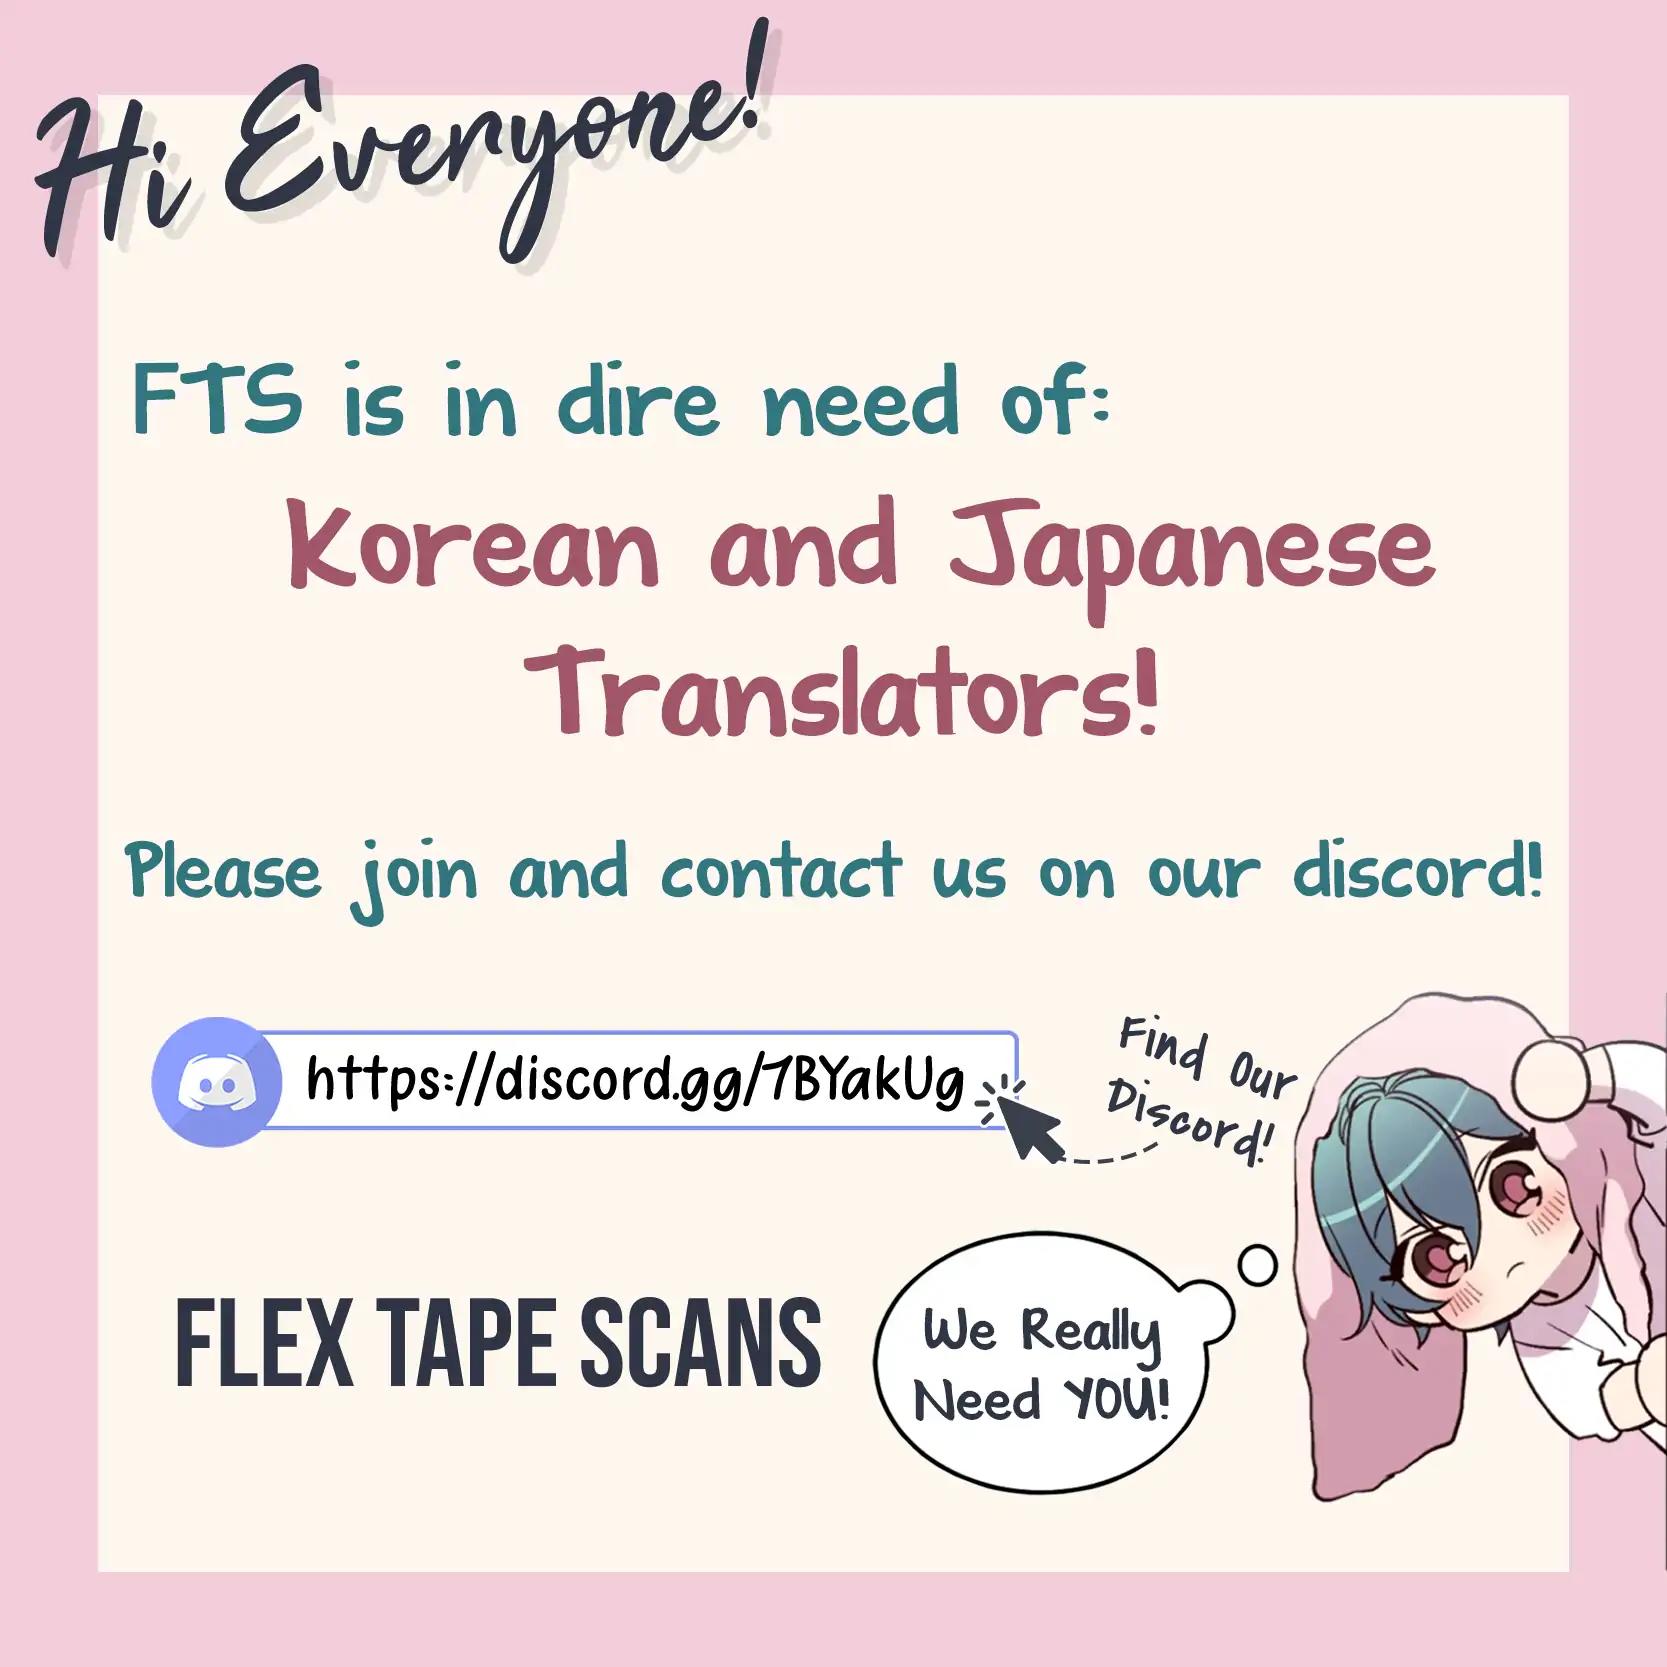 Hi Everyone!
FTS is in dire need of:
Korean and Japanese
Translators!
Please join and contact us on our discord!
https://discord.gg/7BYakUg
Find Our
Discord!
FLEX TAPE SCANS
We Really
Need YOU!